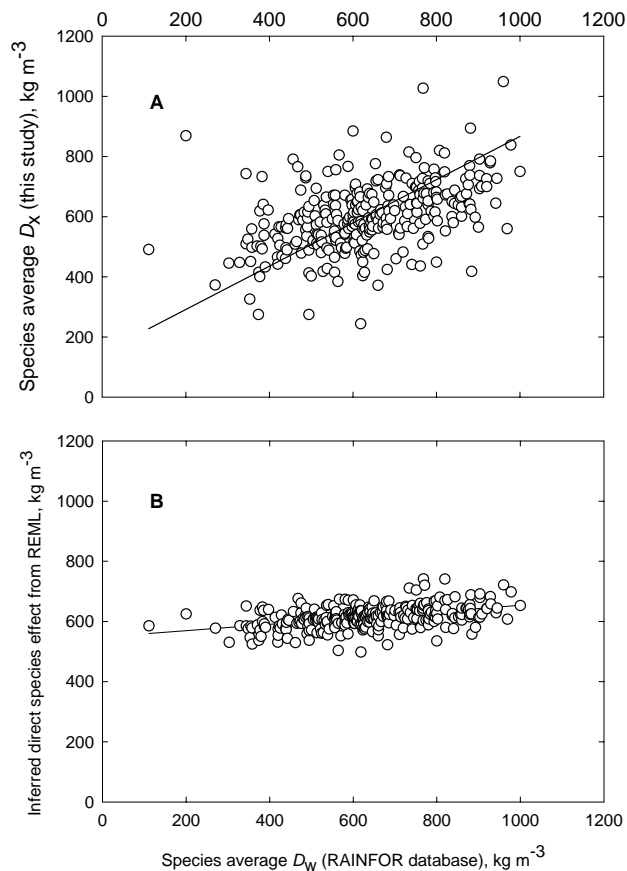 0 200 400 600 800 1000 1200
1200
1000
800
600
400
200
0
A
Species average Dx (this study), kg m-3
1200
1000
800
600
400
200
0
B
Inferred direct species effect from REML, kg m-3
0 200 400 600 800 1000 1200
Species average Dw (RAINFOR database), kg m-3